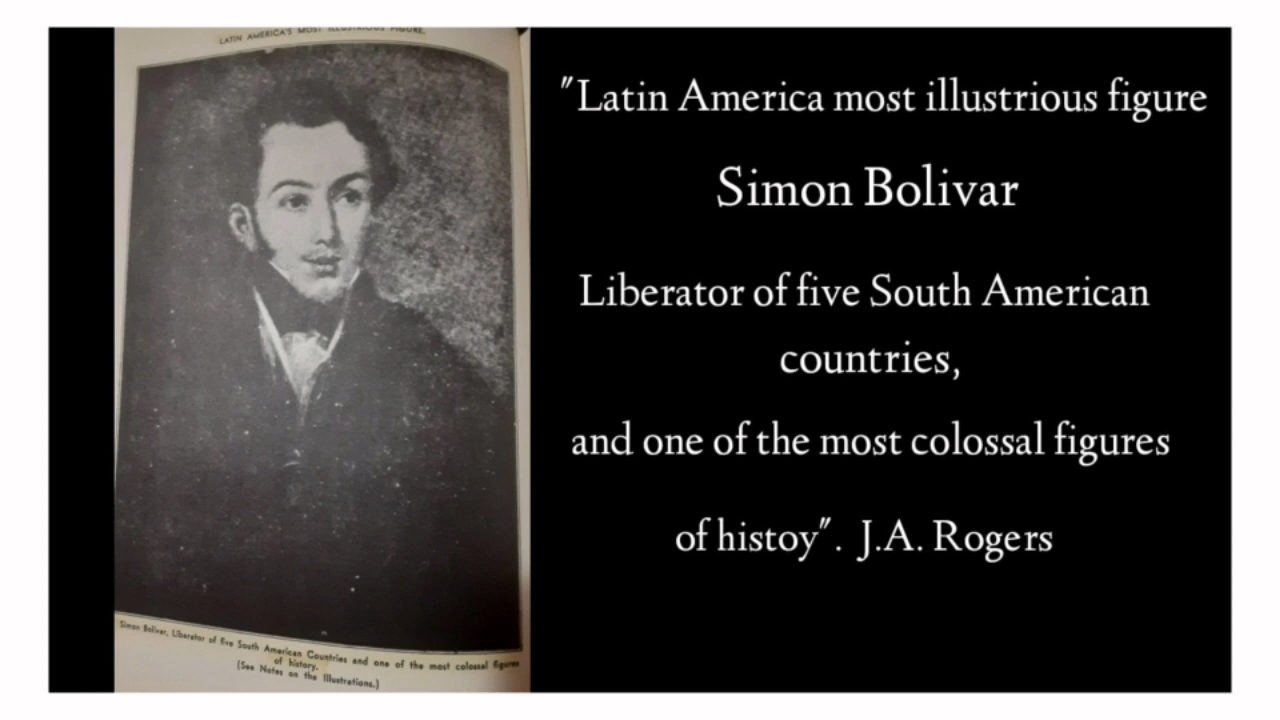 LATIN AMERICA'S MOST ILLUSTRIOUS FIGURE.
Simon Bolivar, Liberator of five South American Countries and one of the most colossal figures
of history.
(See Notes on the Illustrations.)
"Latin America most illustrious figure
Simon Bolivar
Liberator of five South American
countries,
and one of the most colossal figures
of histoy". J.A. Rogers